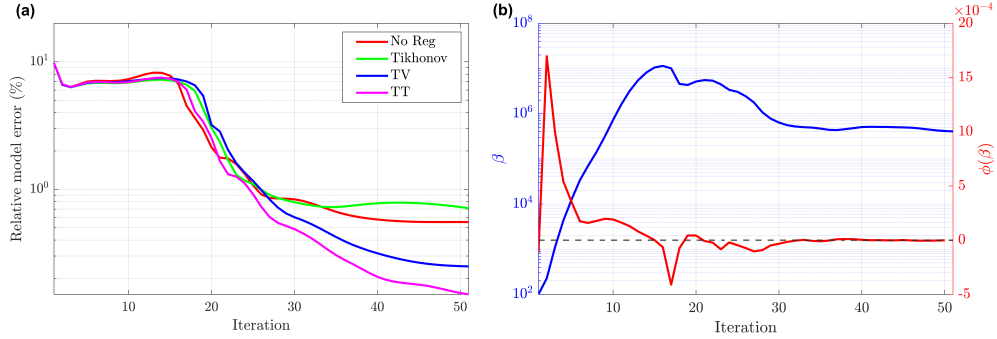 (a)
Relative model error (%)
10¹
10⁰
No Reg
Tikhonov
TV
TT
10 20 30 40 50
Iteration
(b)
β
10⁸
10⁶
10⁴
10²
×10⁻⁴
20
15
10
5
0
-5
ϕ(β)
10 20 30 40 50
Iteration